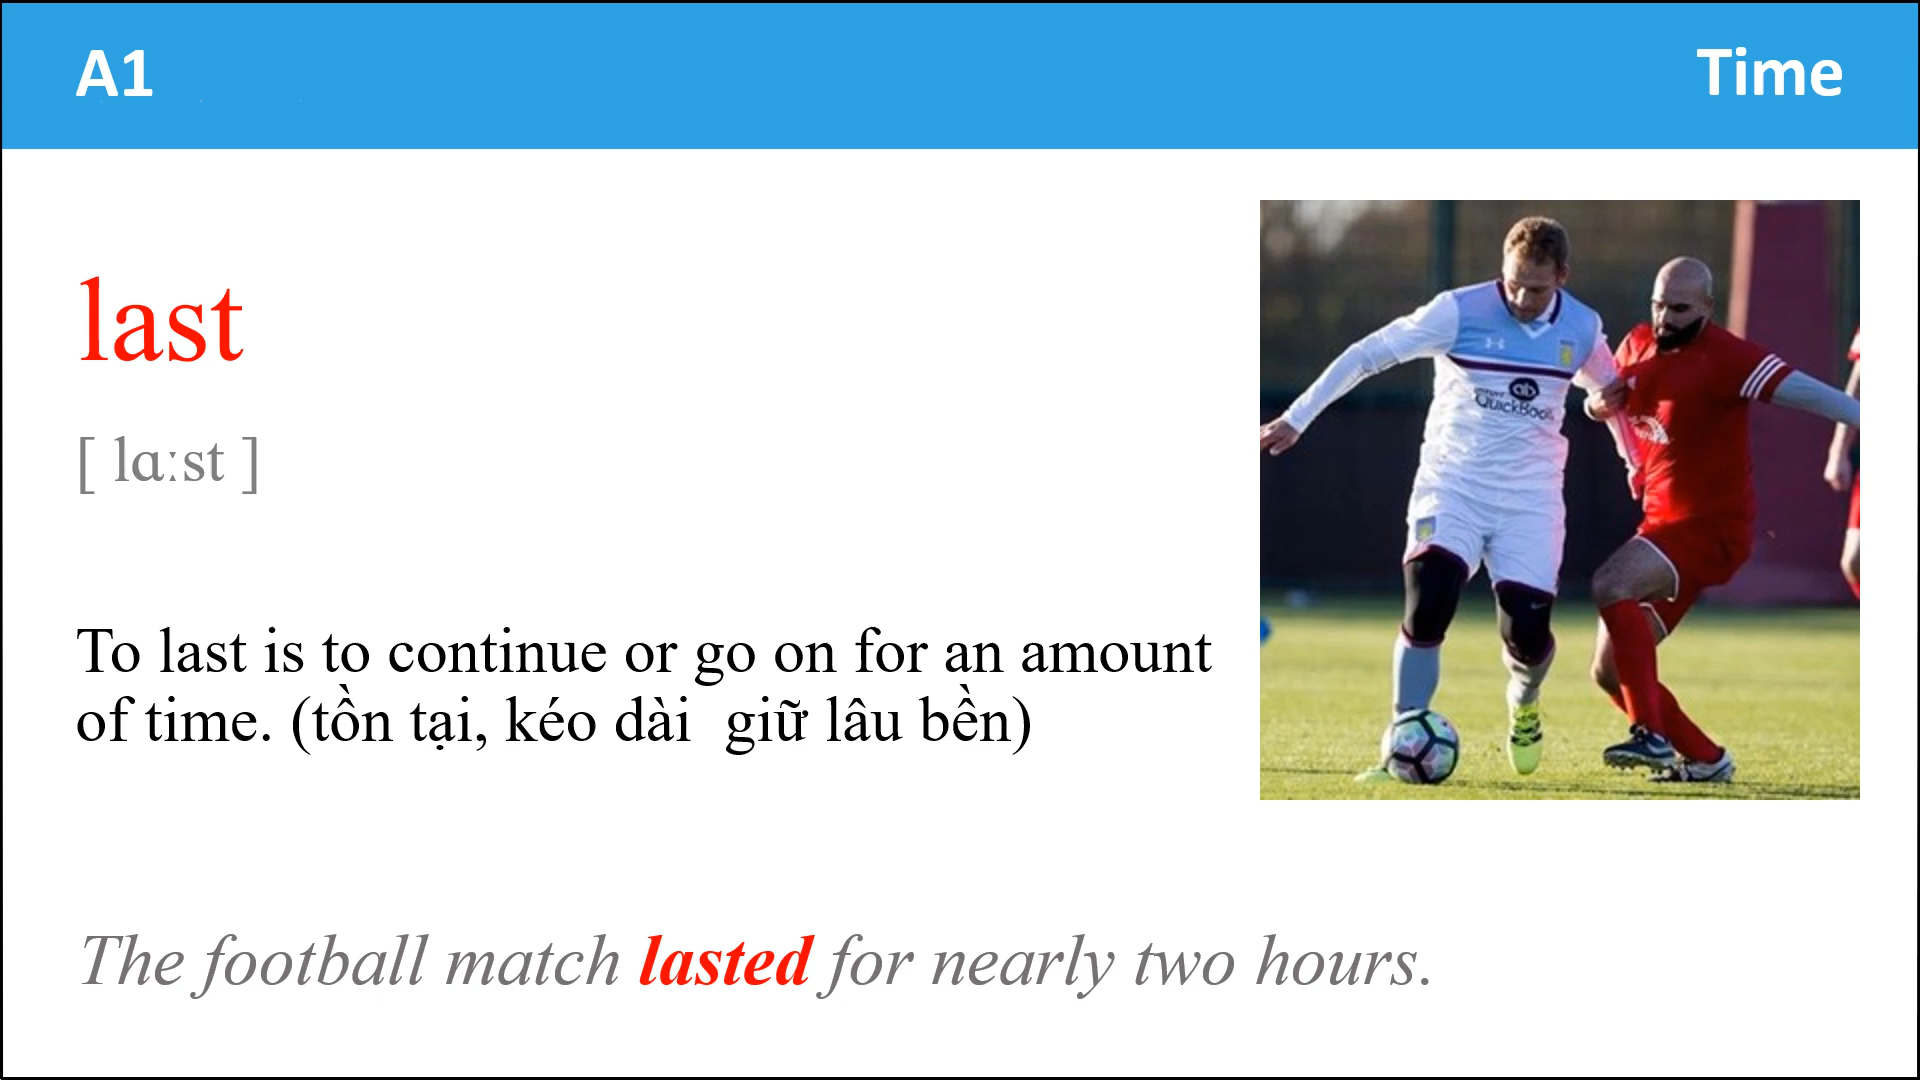 A1
Time
last
[ lɑːst ]
To last is to continue or go on for an amount
of time. (tồn tại, kéo dài  giữ lâu bền)
QuickBooks
The football match lasted for nearly two hours.